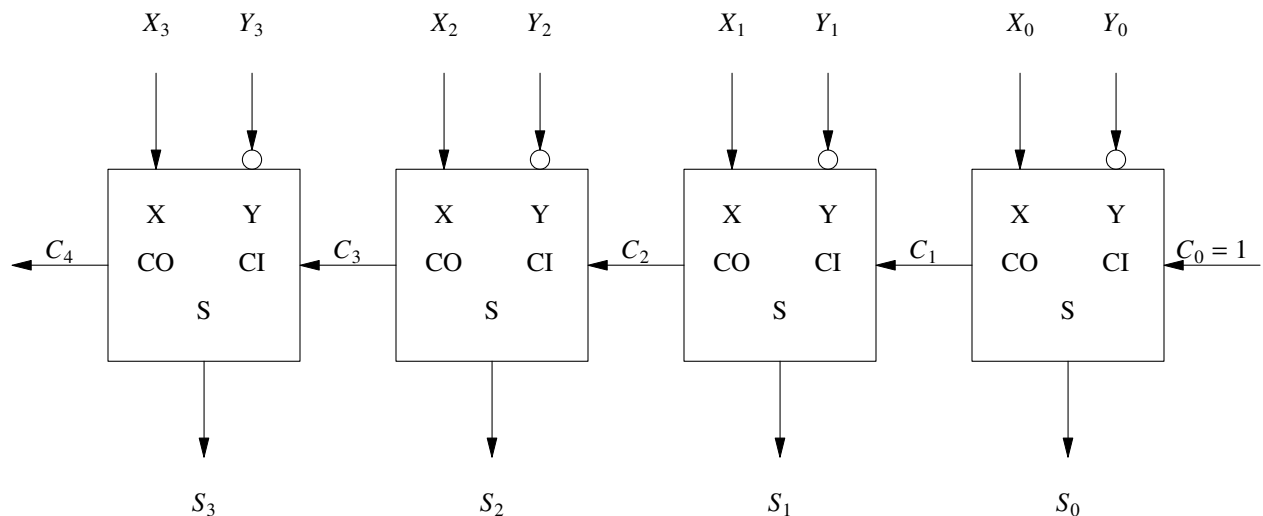 X₃ Y₃ X₂ Y₂ X₁ Y₁ X₀ Y₀
X Y X Y X Y X Y
C₄ CO CI C₃ CO CI C₂ CO CI C₁ CO CI C₀ = 1
S S S S
S₃ S₂ S₁ S₀